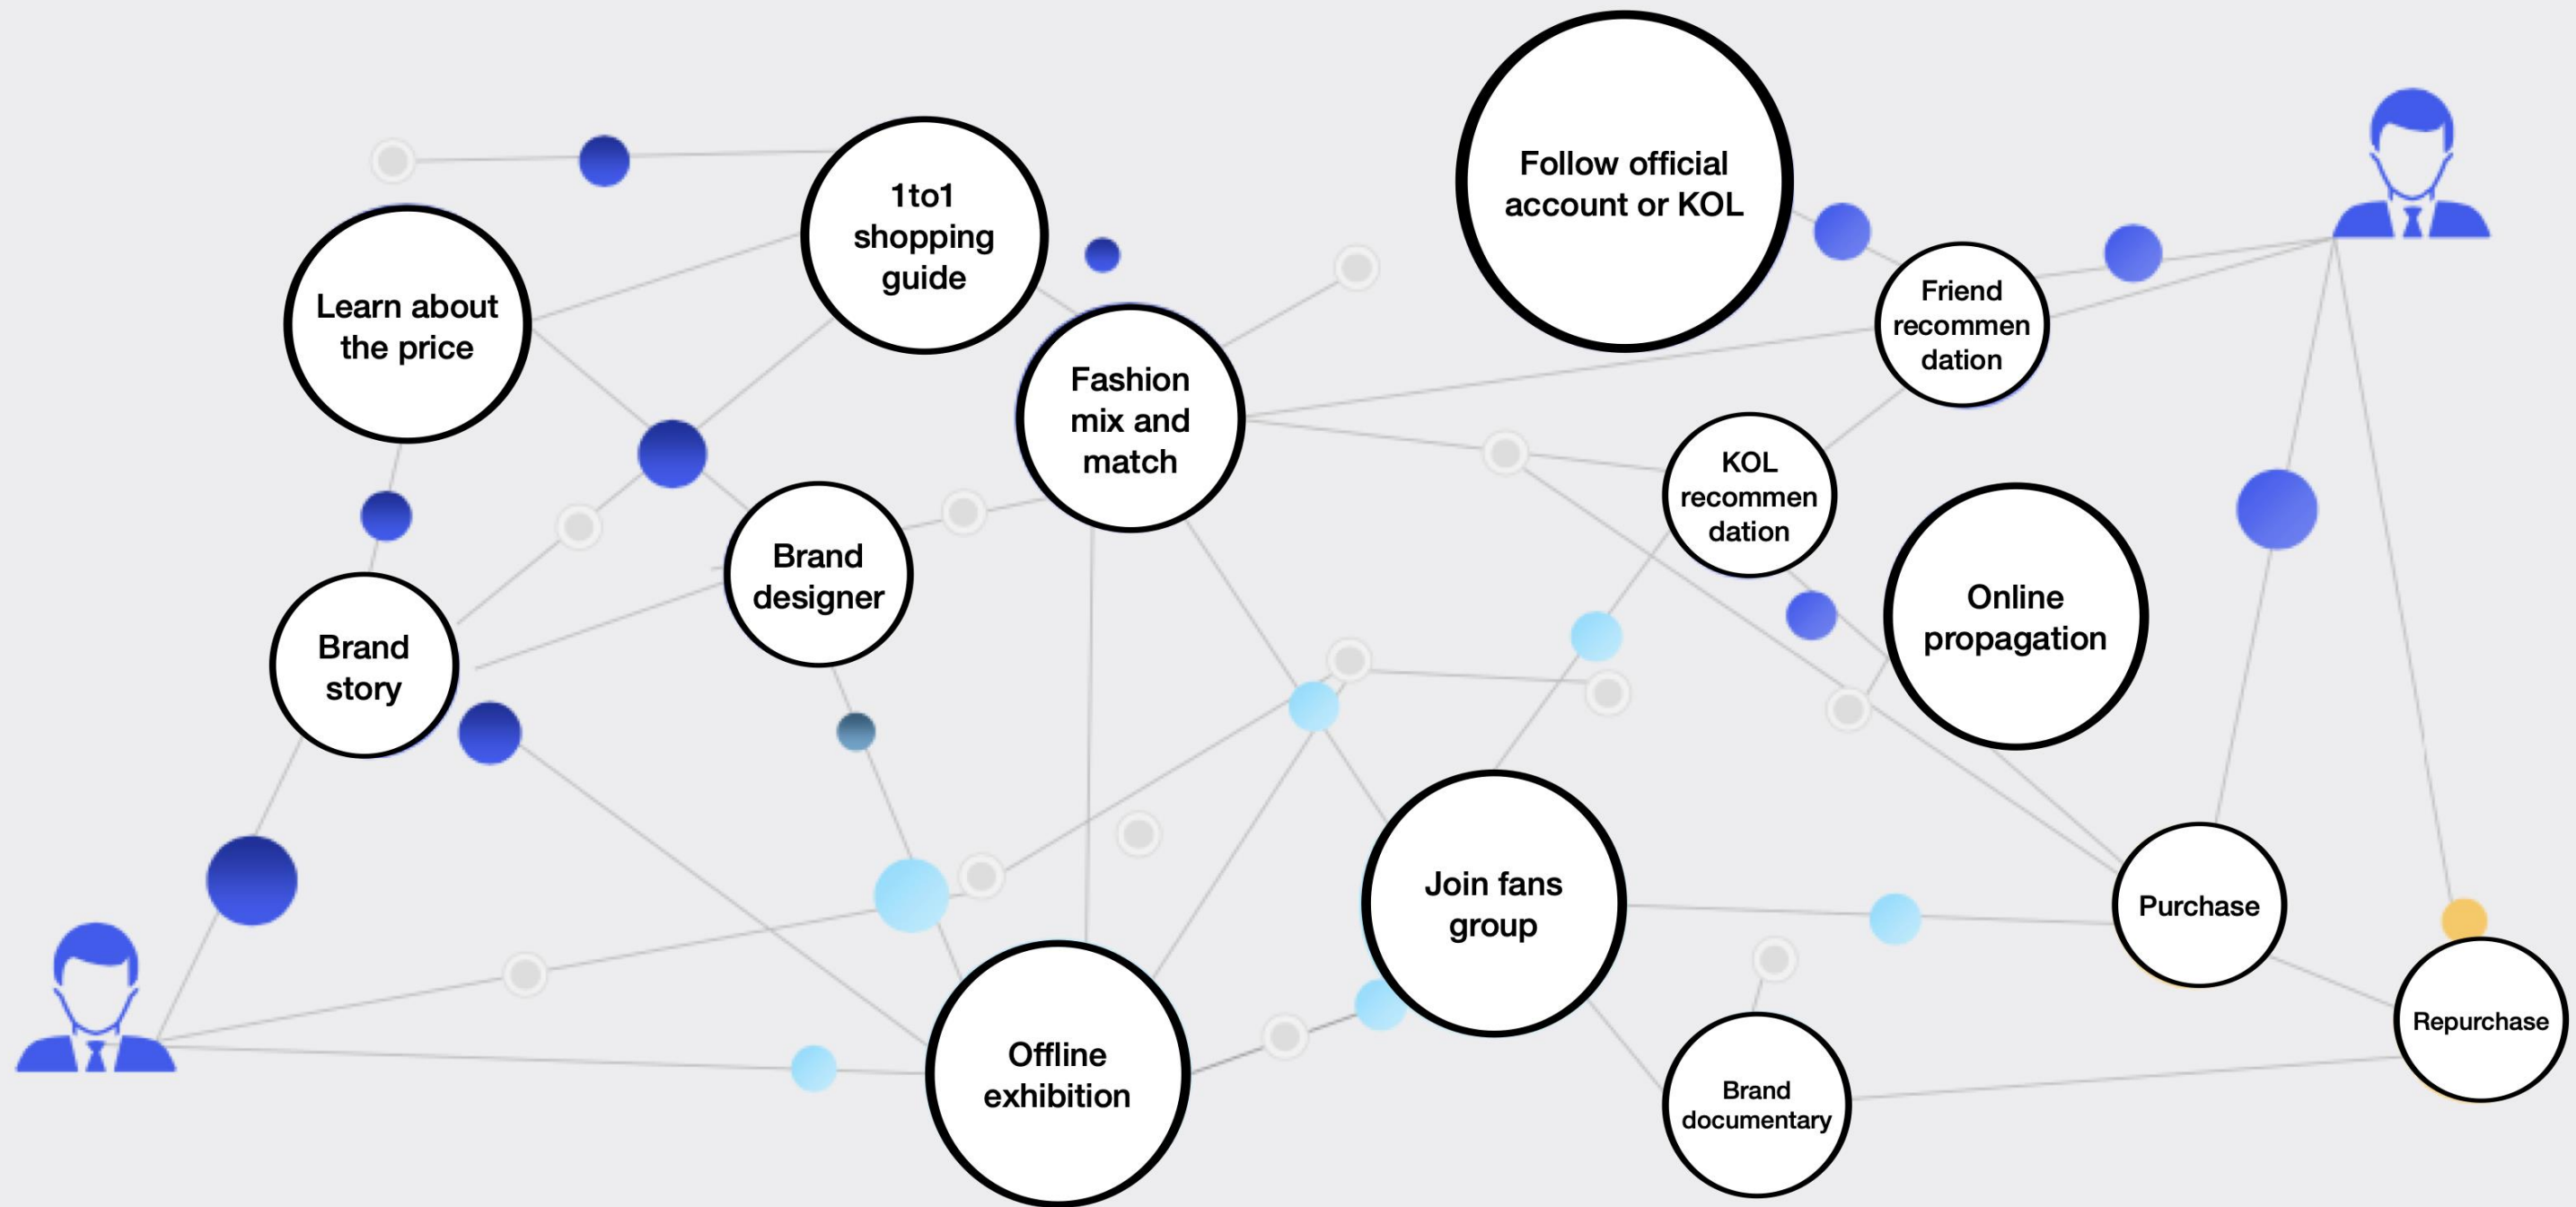 Follow official
account or KOL
1to1
shopping
guide
Learn about
the price
Friend
recommen
dation
Fashion
mix and
match
KOL
recommen
dation
Brand
designer
Online
propagation
Brand
story
Join fans
group
Purchase
Repurchase
Offline
exhibition
Brand
documentary